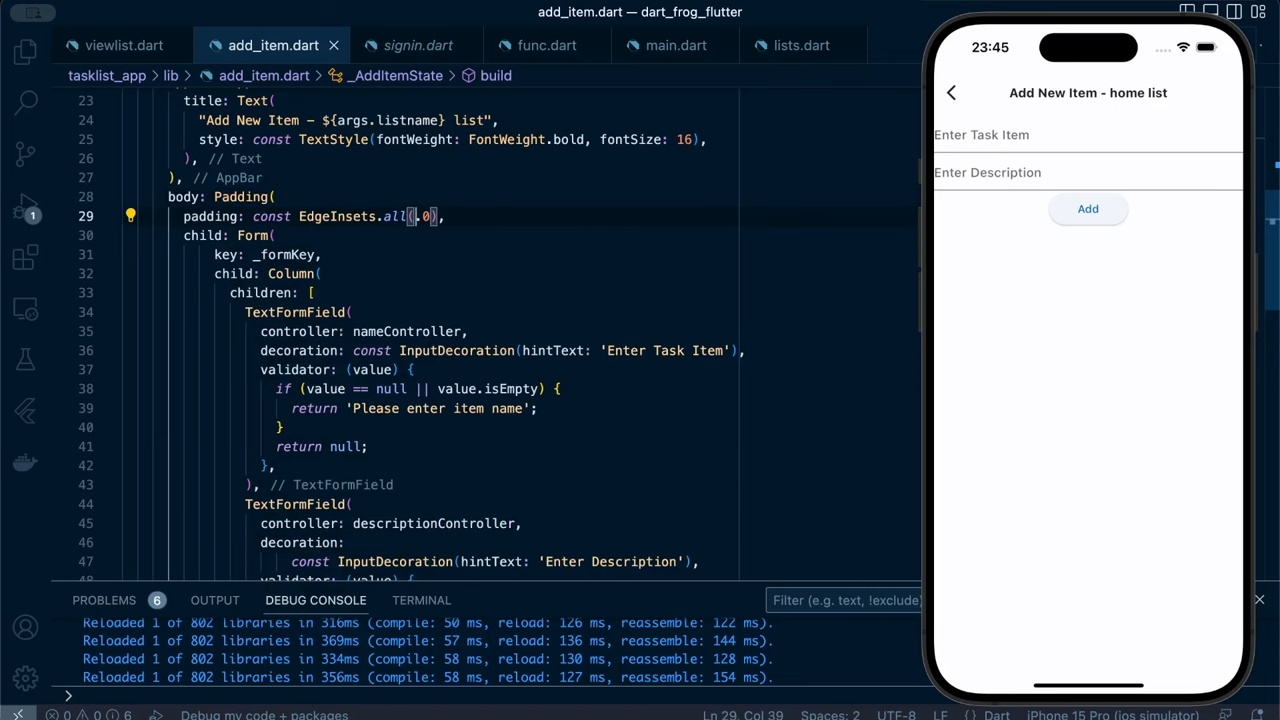 add_item.dart — dart_frog_flutter
viewlist.dart
add_item.dart
signin.dart
func.dart
main.dart
lists.dart
tasklist_app > lib > add_item.dart > _AddItemState > build
23 title: Text(
24 "Add New Item – ${args.listname} list",
25 style: const TextStyle(fontWeight: FontWeight.bold, fontSize: 16),
26 ), // Text
27 ), // AppBar
28 body: Padding(
29 padding: const EdgeInsets.all(.0),
30 child: Form(
31 key: _formKey,
32 child: Column(
33 children: [
34 TextFormField(
35 controller: nameController,
36 decoration: const InputDecoration(hintText: 'Enter Task Item'),
37 validator: (value) {
38 if (value == null || value.isEmpty) {
39 return 'Please enter item name';
40 }
41 return null;
42 },
43 ), // TextFormField
44 TextFormField(
45 controller: descriptionController,
46 decoration:
47 const InputDecoration(hintText: 'Enter Description'),
48 validator: (value) {
1
PROBLEMS 6 OUTPUT DEBUG CONSOLE TERMINAL Filter (e.g. text, !exclude)
Reloaded 1 of 802 libraries in 316ms (compile: 50 ms, reload: 126 ms, reassemble: 122 ms).
Reloaded 1 of 802 libraries in 369ms (compile: 57 ms, reload: 136 ms, reassemble: 144 ms).
Reloaded 1 of 802 libraries in 334ms (compile: 58 ms, reload: 130 ms, reassemble: 128 ms).
Reloaded 1 of 802 libraries in 356ms (compile: 58 ms, reload: 127 ms, reassemble: 154 ms).
>
0 0 6 Debug my code + packages Ln 29, Col 39 Spaces: 2 UTF-8 LF {} Dart iPhone 15 Pro (ios simulator)
23:45
Add New Item - home list
Enter Task Item
Enter Description
Add